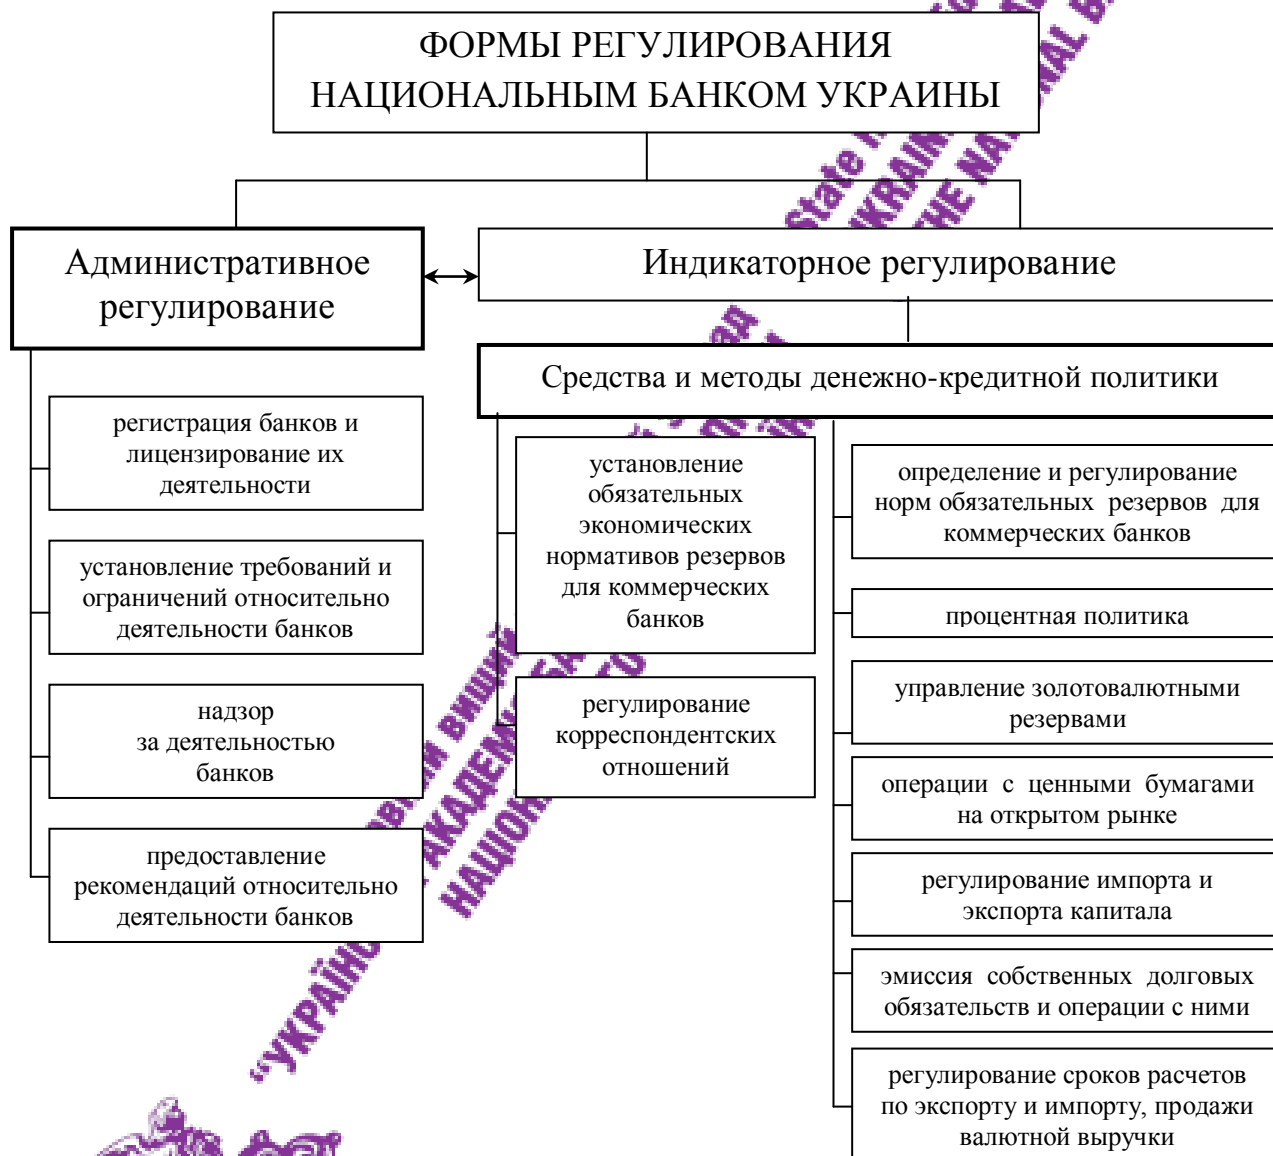 ФОРМЫ РЕГУЛИРОВАНИЯ
НАЦИОНАЛЬНЫМ БАНКОМ УКРАИНЫ
Административное
регулирование
Индикаторное регулирование
Средства и методы денежно-кредитной политики
регистрация банков и
лицензирование их
деятельности
установление требований и
ограничений относительно
деятельности банков
надзор
за деятельностью
банков
предоставление
рекомендаций относительно
деятельности банков
установление
обязательных
экономических
нормативов резервов
для коммерческих
банков
регулирование
корреспондентских
отношений
определение и регулирование
норм обязательных резервов для
коммерческих банков
процентная политика
управление золотовалютными
резервами
операции с ценными бумагами
на открытом рынке
регулирование импорта и
экспорта капитала
эмиссия собственных долговых
обязательств и операции с ними
регулирование сроков расчетов
по экспорту и импорту, продажи
валютной выручки
State
THE